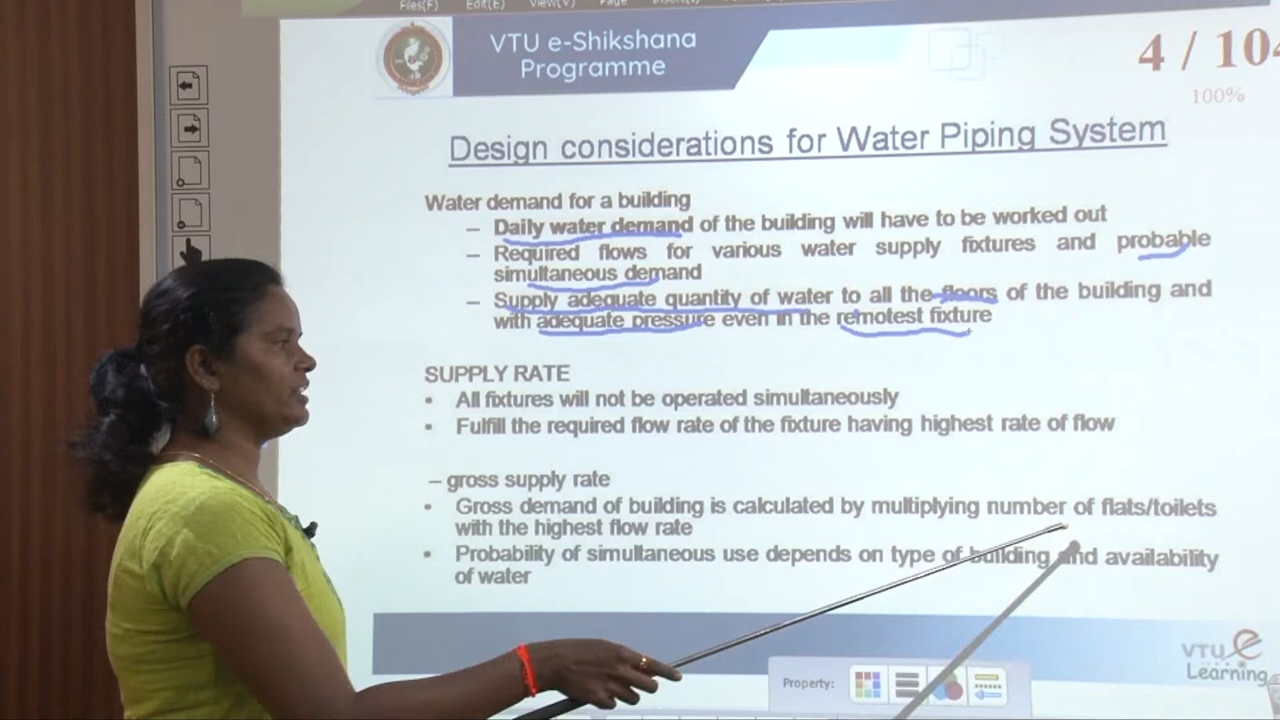 Files(F) Edit(E) View(V) Page
VTU e-Shikshana
Programme
4 / 104
100%
Design considerations for Water Piping System
Water demand for a building
– Daily water demand of the building will have to be worked out
– Required flows for various water supply fixtures and probable
simultaneous demand
– Supply adequate quantity of water to all the floors of the building and
with adequate pressure even in the remotest fixture
SUPPLY RATE
• All fixtures will not be operated simultaneously
• Fulfill the required flow rate of the fixture having highest rate of flow
– gross supply rate
• Gross demand of building is calculated by multiplying number of flats/toilets
with the highest flow rate
• Probability of simultaneous use depends on type of building and availability
of water
VTU e
Learning
Property: